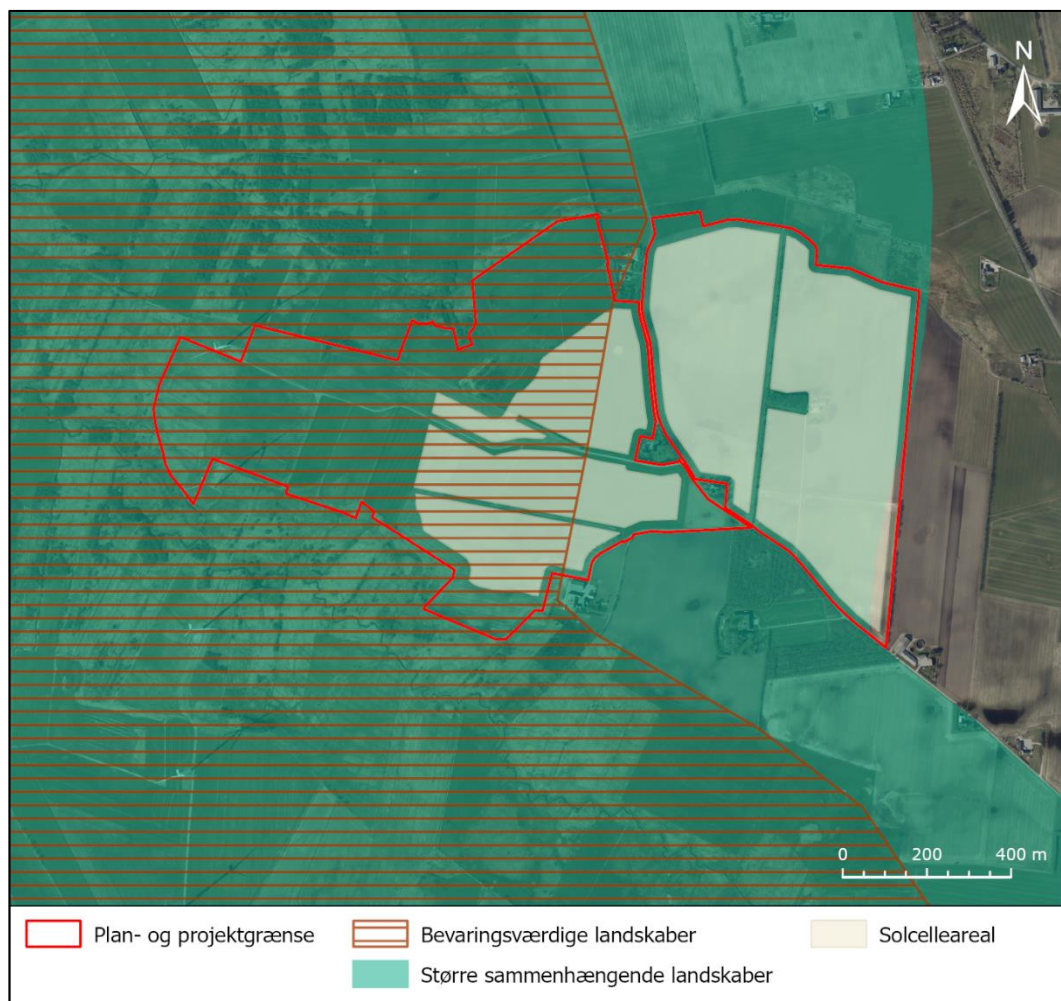 N
0 200 400 m
Plan- og projektgrænse
Bevaringsværdige landskaber
Solcelleareal
Større sammenhængende landskaber